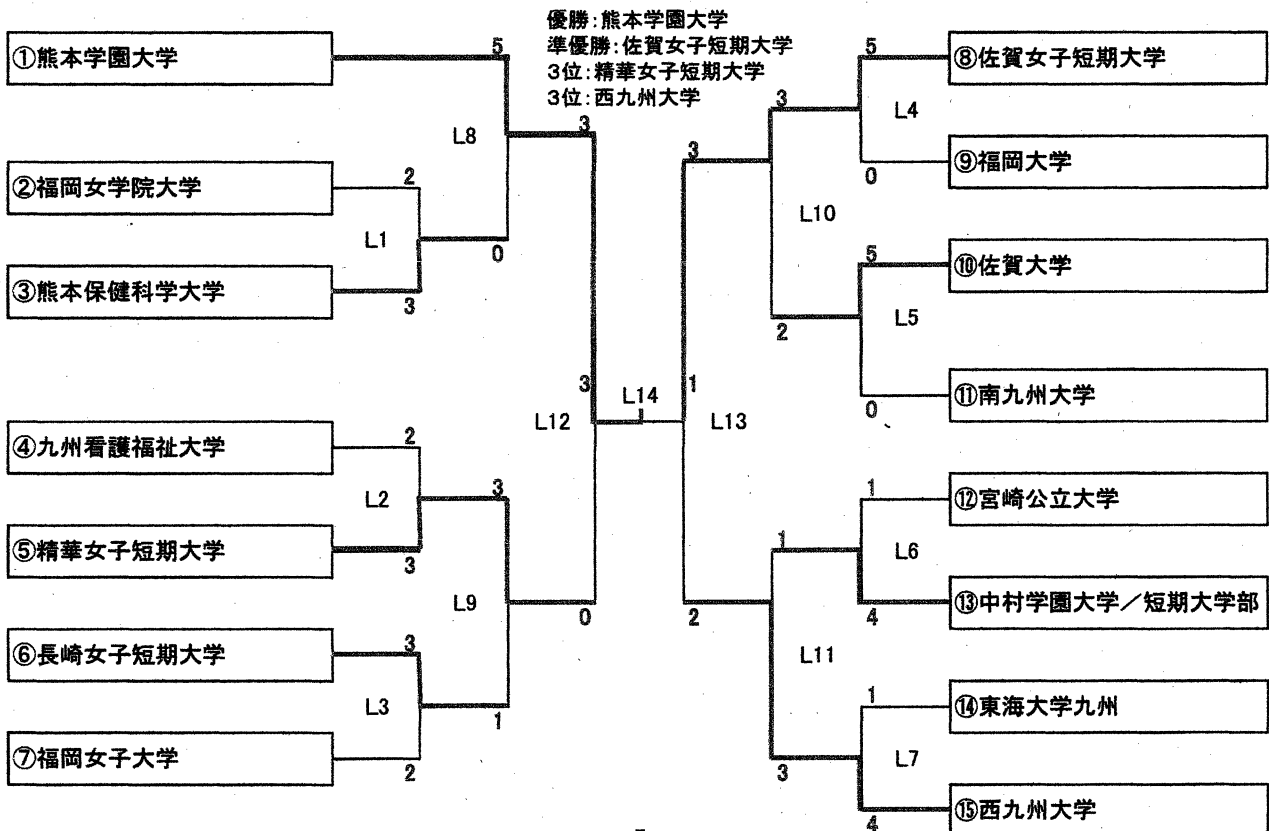 優勝:熊本学園大学
準優勝:佐賀女子短期大学
3位:精華女子短期大学
3位:西九州大学
①熊本学園大学
5
L8
3
②福岡女学院大学
2
L1
0
③熊本保健科学大学
3
④九州看護福祉大学
2
L2
3
⑤精華女子短期大学
3
L9
0
⑥長崎女子短期大学
3
L3
1
⑦福岡女子大学
2
L12
3
L14
1
L13
5
⑧佐賀女子短期大学
3
L4
3
0
⑨福岡大学
L10
5
⑩佐賀大学
2
L5
0
⑪南九州大学
1
⑫宮崎公立大学
1
L6
2
4
⑬中村学園大学/短期大学部
L11
1
⑭東海大学九州
3
L7
4
⑮西九州大学